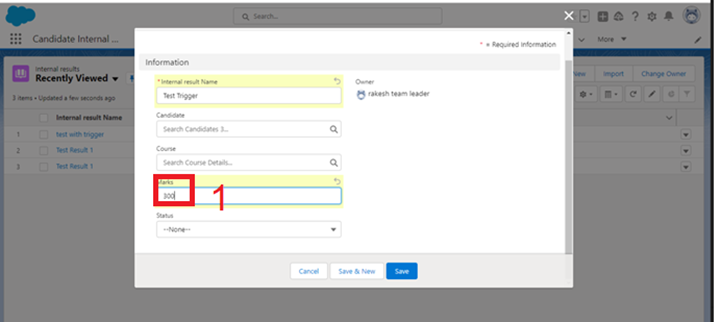 Search...
Candidate Internal ...
More
* = Required Information
Internal results
Recently Viewed
New
Import
Change Owner
3 items • Updated a few seconds ago
Internal result Name
1 test with trigger
2 Test Result 1
3 Test Result 1
Information
* Internal result Name
Test Trigger
Owner
rakesh team leader
Candidate
Search Candidates 3...
Course
Search Course Details...
Marks
300
1
Status
--None--
Cancel
Save & New
Save